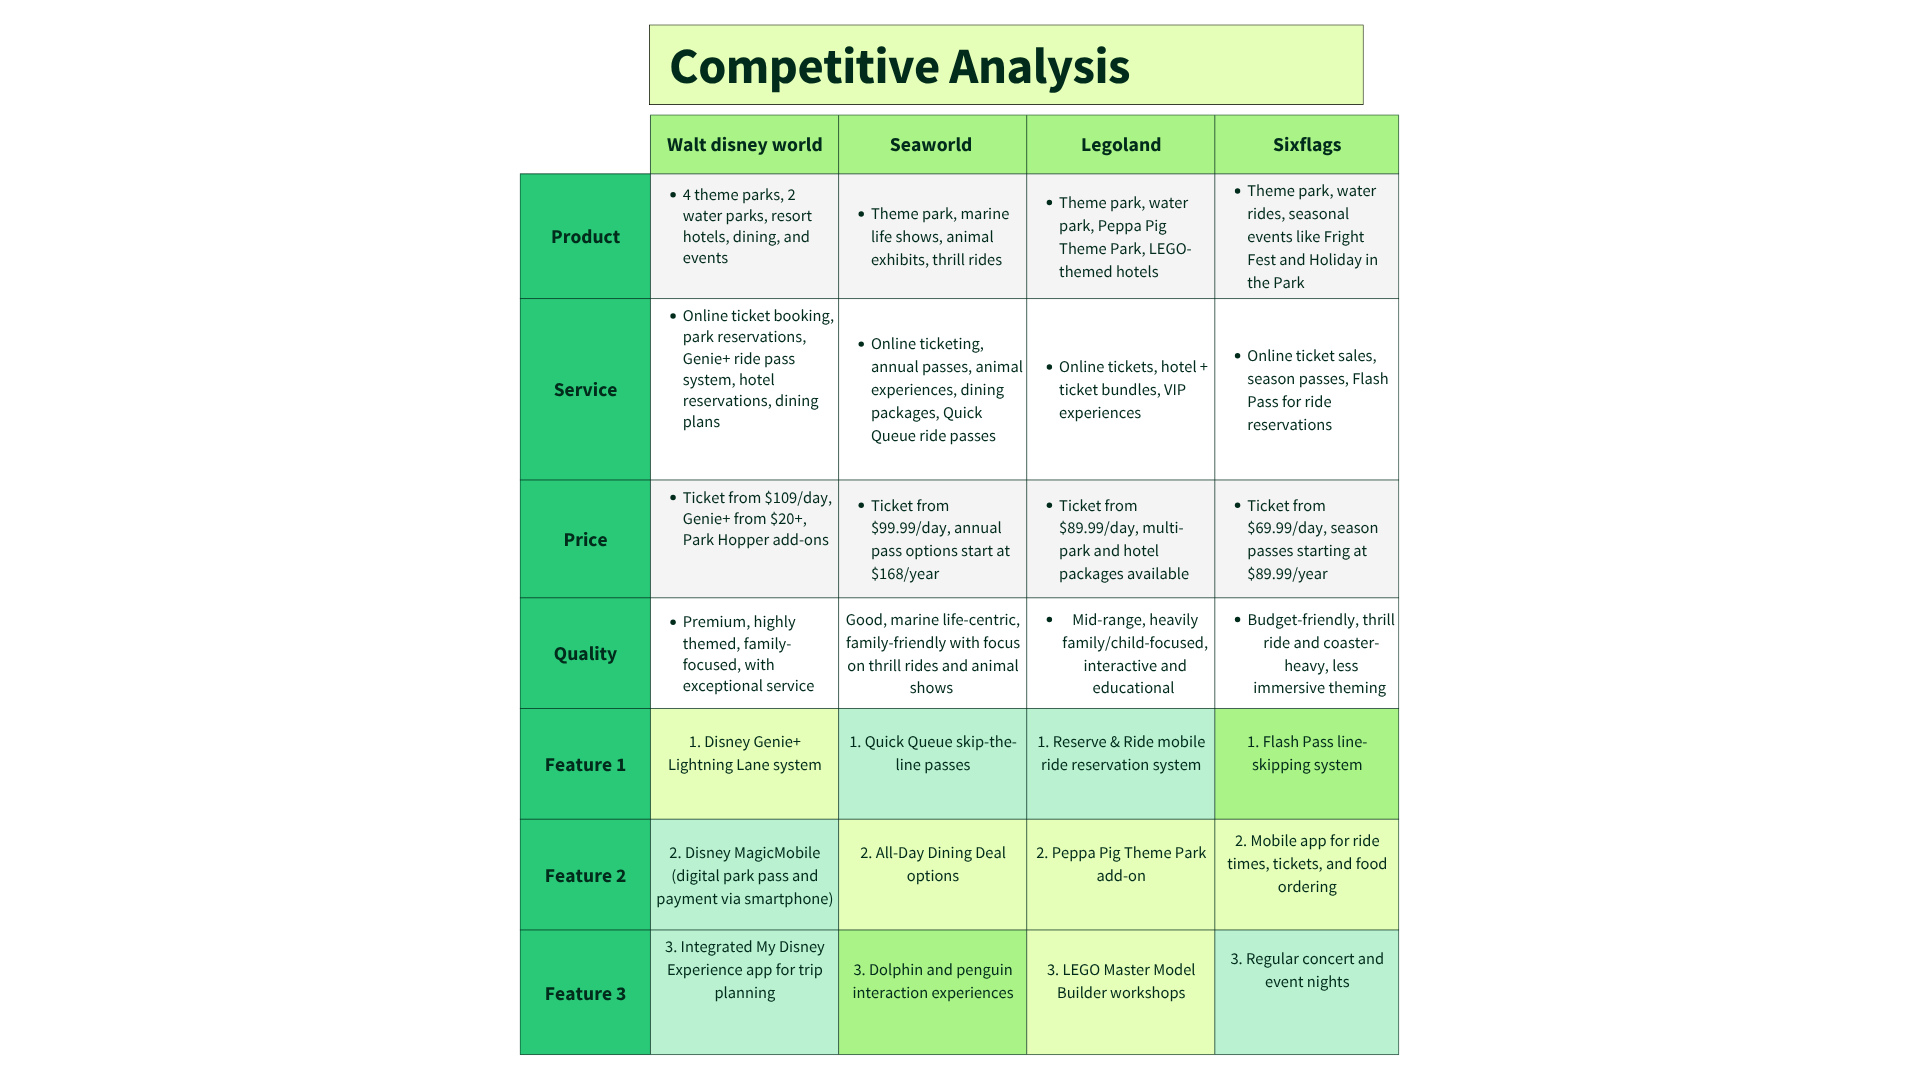 Competitive Analysis
Walt disney world
Seaworld
Legoland
Sixflags
Product
• 4 theme parks, 2
water parks, resort
hotels, dining, and
events
• Theme park, marine
life shows, animal
exhibits, thrill rides
• Theme park, water
park, Peppa Pig
Theme Park, LEGO-
themed hotels
• Theme park, water
rides, seasonal
events like Fright
Fest and Holiday in
the Park
Service
• Online ticket booking,
park reservations,
Genie+ ride pass
system, hotel
reservations, dining
plans
• Online ticketing,
annual passes, animal
experiences, dining
packages, Quick
Queue ride passes
• Online tickets, hotel +
ticket bundles, VIP
experiences
• Online ticket sales,
season passes, Flash
Pass for ride
reservations
Price
• Ticket from $109/day,
Genie+ from $20+,
Park Hopper add-ons
• Ticket from
$99.99/day, annual
pass options start at
$168/year
• Ticket from
$89.99/day, multi-
park and hotel
packages available
• Ticket from
$69.99/day, season
passes starting at
$89.99/year
Quality
• Premium, highly
themed, family-
focused, with
exceptional service
Good, marine life-centric,
family-friendly with focus
on thrill rides and animal
shows
• Mid-range, heavily
family/child-focused,
interactive and
educational
• Budget-friendly, thrill
ride and coaster-
heavy, less
immersive theming
Feature 1
1. Disney Genie+
Lightning Lane system
1. Quick Queue skip-the-
line passes
1. Reserve & Ride mobile
ride reservation system
1. Flash Pass line-
skipping system
Feature 2
2. Disney MagicMobile
(digital park pass and
payment via smartphone)
2. All-Day Dining Deal
options
2. Peppa Pig Theme Park
add-on
2. Mobile app for ride
times, tickets, and food
ordering
Feature 3
3. Integrated My Disney
Experience app for trip
planning
3. Dolphin and penguin
interaction experiences
3. LEGO Master Model
Builder workshops
3. Regular concert and
event nights